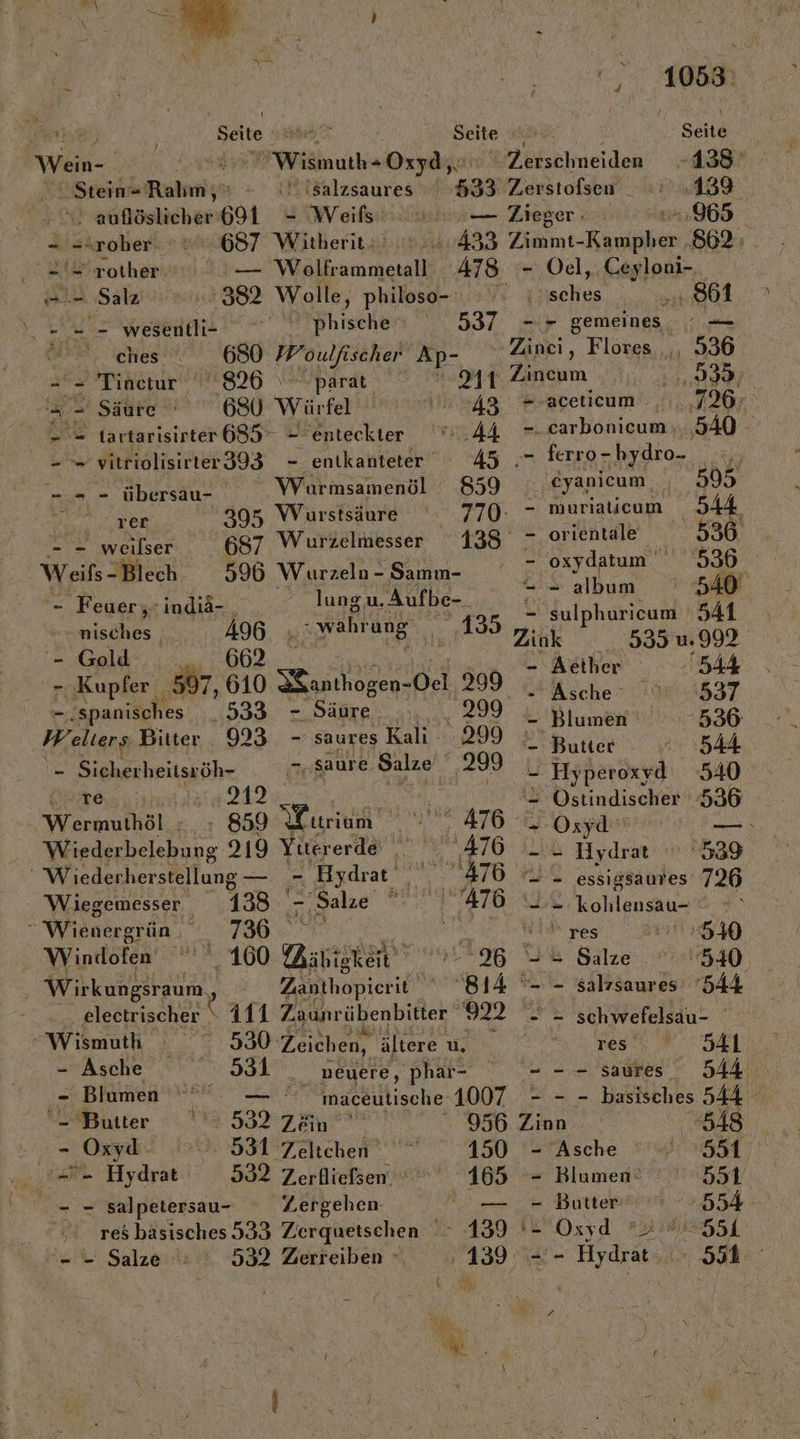 1053
Seite
Wein-
Stein-Rahm,
auflöslicher 691
- - roher 687
- - rother —
- - Salz 382
- - - wesentli-
ches 680
- - Tinctur 826
- - Säure 680
- - tartarisirter 685
- - vitriolisirter 393
- - - übersau-
rer 395
- - weifser 687
Weifs-Blech 596
- Feuer, indiä-
nisches 496
- Gold 662
- Kupfer 597, 610
- spanisches 533
Welters Bitter 923
- Sicherheitsröh-
re 212
Wermuthöl 859
Wiederbelebung 219
Wiederherstellung —
Wiegemesser 138
Wienergrün 736
Windofen 160
Wirkungsraum,
electrischer 111
Wismuth 530
- Asche 531
- Blumen —
- Butter 532
- Oxyd 531
- - Hydrat 532
- - salpetersau-
res basisches 533
- - Salze 532
Seite
Wismuth-Oxyd,
salzsaures 533
- Weifs —
Witherit 433
Wolframmetall 478
Wolle, philoso-
phische 537
Woulfischer Ap-
parat 211
Würfel 43
- enteckter 44
- entkanteter 45
Wurmsamenöl 859
Wurstsäure 770
Wurzelmesser 138
Wurzeln-Samm-
lung u. Aufbe-
wahrung 135
Xanthogen-Oel 299
- Säure 299
- saures Kali 299
- saure Salze 299
Yttrium 476
Yttererde 476
- Hydrat 476
- Salze 476
Zähigkeit 26
Zanthopicrit 814
Zaunrübenbitter 922
Zeichen, ältere u.
neuere, phar-
maceutische 1007
Zëin 956
Zeltchen 150
Zerfliefsen 165
Zergehen —
Zerquetschen 139
Zerreiben 139
Seite
Zerschneiden 138
Zerstofsen 139
Zieger 965
Zimmt-Kampher 862
- Oel, Ceyloni-
sches 861
- - gemeines —
Zinci, Flores 536
Zincum 535
- aceticum 726
- carbonicum 540
- ferro-hydro-
cyanicum 595
- muriaticum 544
- orientale 536
- oxydatum 536
- - album 540
- sulphuricum 541
Zink 535 u. 992
- Aether 544
- Asche 537
- Blumen 536
- Butter 544
- Hyperoxyd 540
- Ostindischer 536
- Oxyd —
- - Hydrat 539
- - essigsaures 726
- - kohlensau-
res 540
- - Salze 540
- - salzsaures 544
- - schwefelsau-
res 541
- - - saures 544
- - - basisches 544
Zinn 548
- Asche 551
- Blumen 551
- Butter 554
- Oxyd 551
- - Hydrat 551